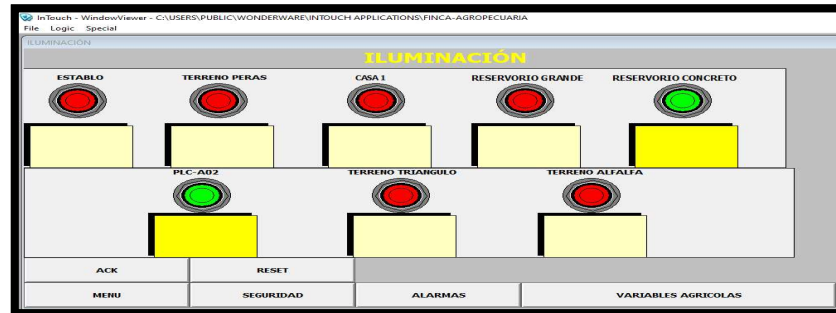 InTouch - WindowViewer - C:\USERS\PUBLIC\WONDERWARE\INTOUCH APPLICATIONS\FINCA-AGROPECUARIA
File Logic Special
ILUMINACIÓN
ILUMINACIÓN
ESTABLO TERRENO PERAS CASA 1 RESERVORIO GRANDE RESERVORIO CONCRETO
PLC-A02 TERRENO TRIANGULO TERRENO ALFALFA
ACK RESET
MENU SEGURIDAD ALARMAS VARIABLES AGRICOLAS